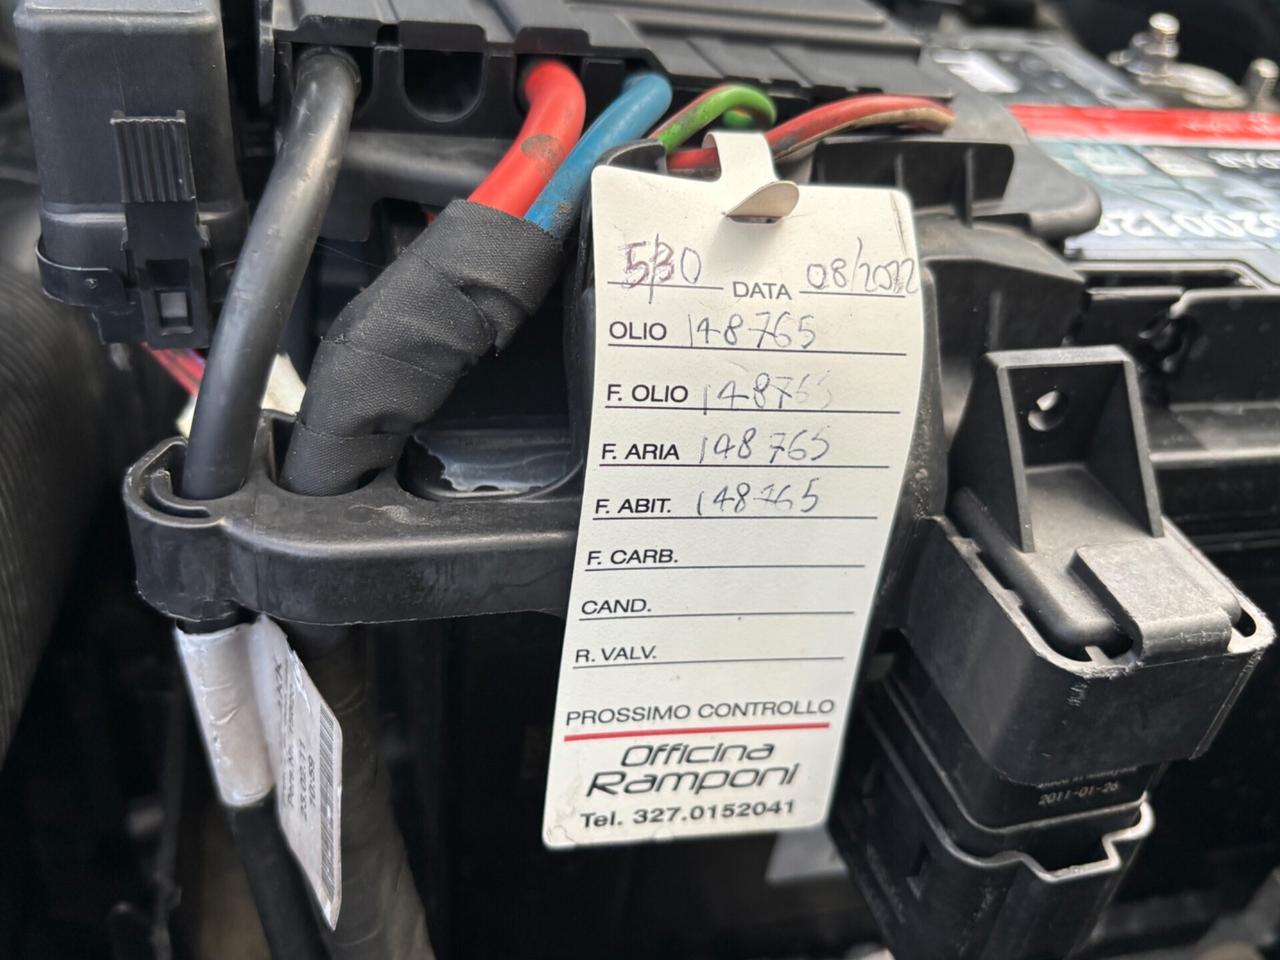 5/30 DATA 08/2022
OLIO 148765
F. OLIO 148765
F. ARIA 148765
F. ABIT. 148765
F. CARB.
CAND.
R. VALV.
PROSSIMO CONTROLLO
Officina
Ramponi
Tel. 327.0152041
2011-01-26